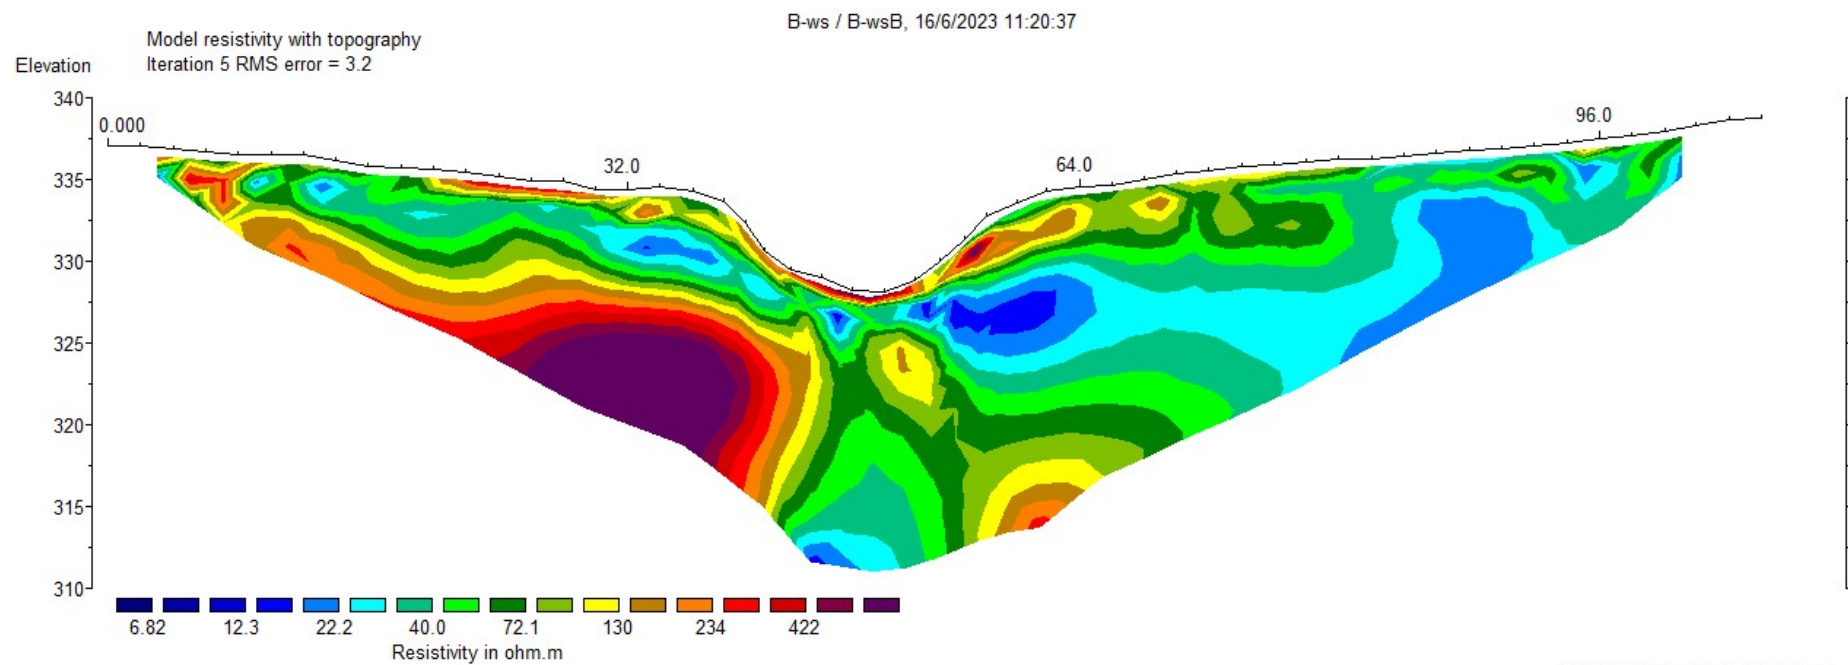 B-ws / B-wsB, 16/6/2023 11:20:37
Model resistivity with topography
Elevation
Iteration 5 RMS error = 3.2
340
0.000
96.0
32.0
64.0
335
330
325
320
315
310
6.82 12.3 22.2 40.0 72.1 130 234 422
Resistivity in ohm.m